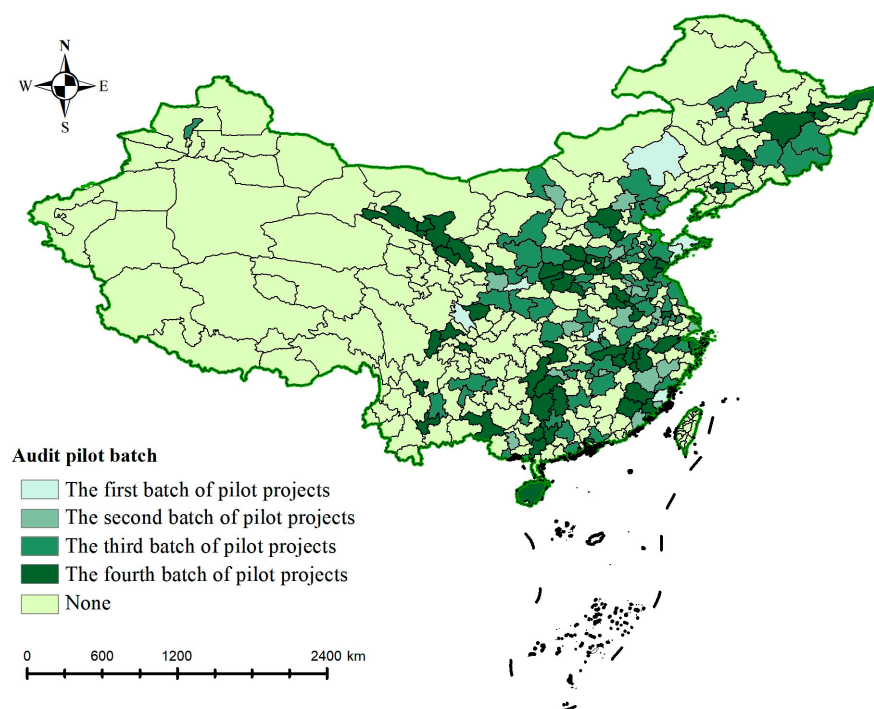 N
W E
S
Audit pilot batch
The first batch of pilot projects
The second batch of pilot projects
The third batch of pilot projects
The fourth batch of pilot projects
None
0 600 1200 2400 km